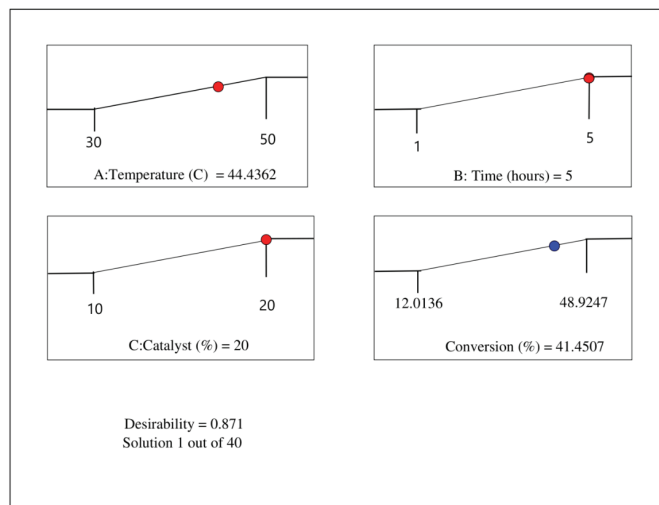 30
50
A:Temperature (C) = 44.4362
1
5
B: Time (hours) = 5
10
20
C:Catalyst (%) = 20
12.0136
48.9247
Conversion (%) = 41.4507
Desirability = 0.871
Solution 1 out of 40